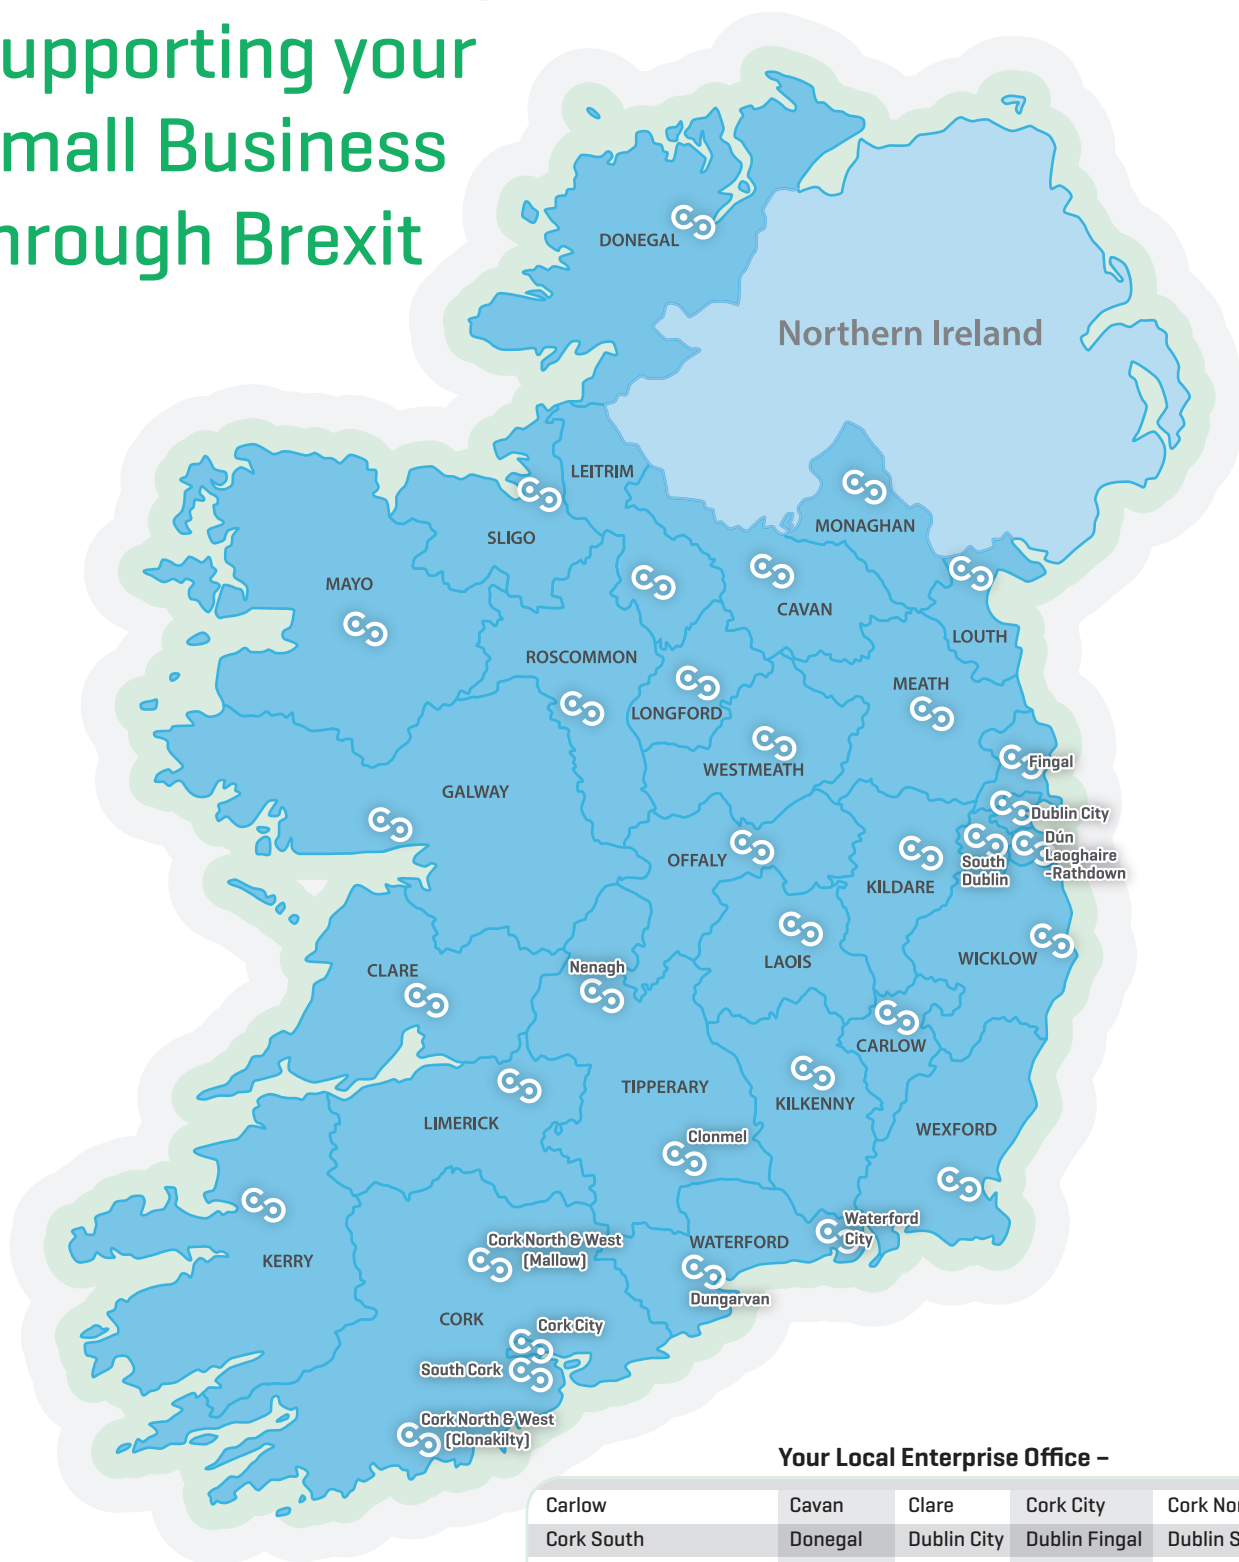 upporting your
mall Business
hrough Brexit
DONEGAL
Northern Ireland
LEITRIM
SLIGO
MONAGHAN
MAYO
CAVAN
LOUTH
ROSCOMMON
MEATH
LONGFORD
WESTMEATH
Fingal
GALWAY
Dublin City
Dún
Laoghaire
-Rathdown
OFFALY
South
Dublin
KILDARE
CLARE
Nenagh
LAOIS
WICKLOW
CARLOW
TIPPERARY
KILKENNY
LIMERICK
WEXFORD
Clonmel
Waterford
City
WATERFORD
Cork North & West
(Mallow)
KERRY
Dungarvan
CORK
Cork City
South Cork
Cork North & West
(Clonakilty)
Your Local Enterprise Office –
Carlow Cavan Clare Cork City Cork Nor
Cork South Donegal Dublin City Dublin Fingal Dublin S